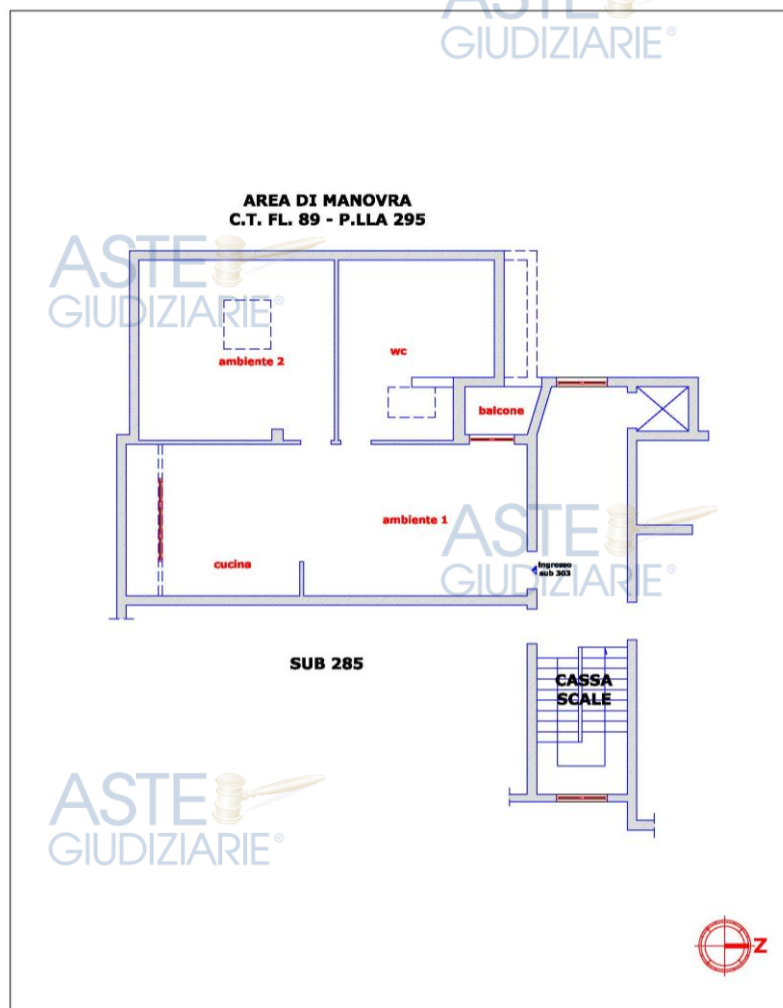 ASTE
GIUDIZIARIE®
AREA DI MANOVRA
C.T. FL. 89 - P.LLA 295
ASTE
GIUDIZIARIE®
ambiente 2
wc
balcone
ambiente 1
ASTE
GIUDIZIARIE®
cucina
ingresso
sub 303
SUB 285
CASSA
SCALE
ASTE
GIUDIZIARIE®
Z